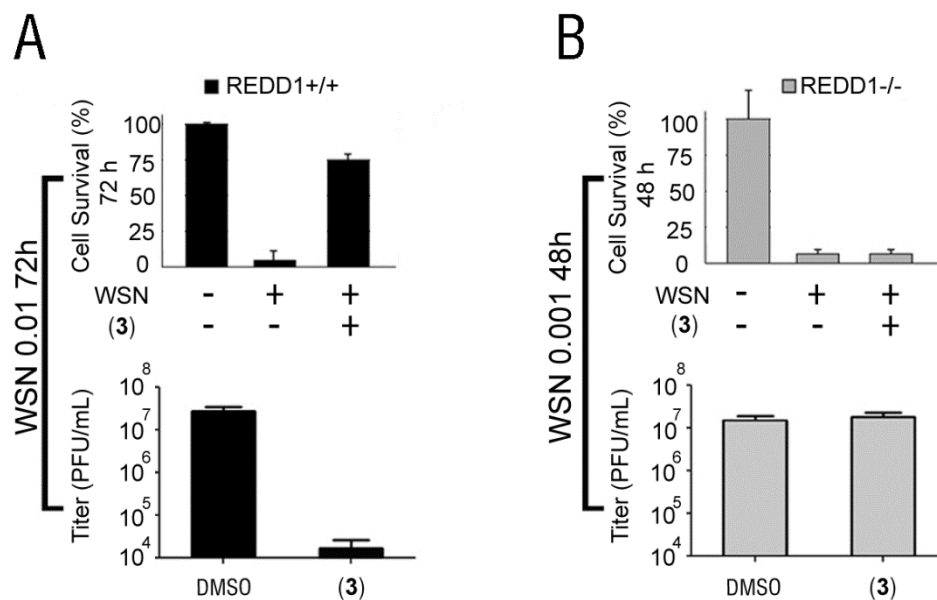 A
REDD1+/+
Cell Survival (%)
72 h
100
75
50
25
0
WSN - + +
(3) - - +
WSN 0.01 72h
Titer (PFU/mL)
10^8
10^7
10^6
10^5
10^4
DMSO (3)
B
REDD1-/-
Cell Survival (%)
48 h
100
75
50
25
0
WSN - + +
(3) - - +
WSN 0.001 48h
Titer (PFU/mL)
10^8
10^7
10^6
10^5
10^4
DMSO (3)